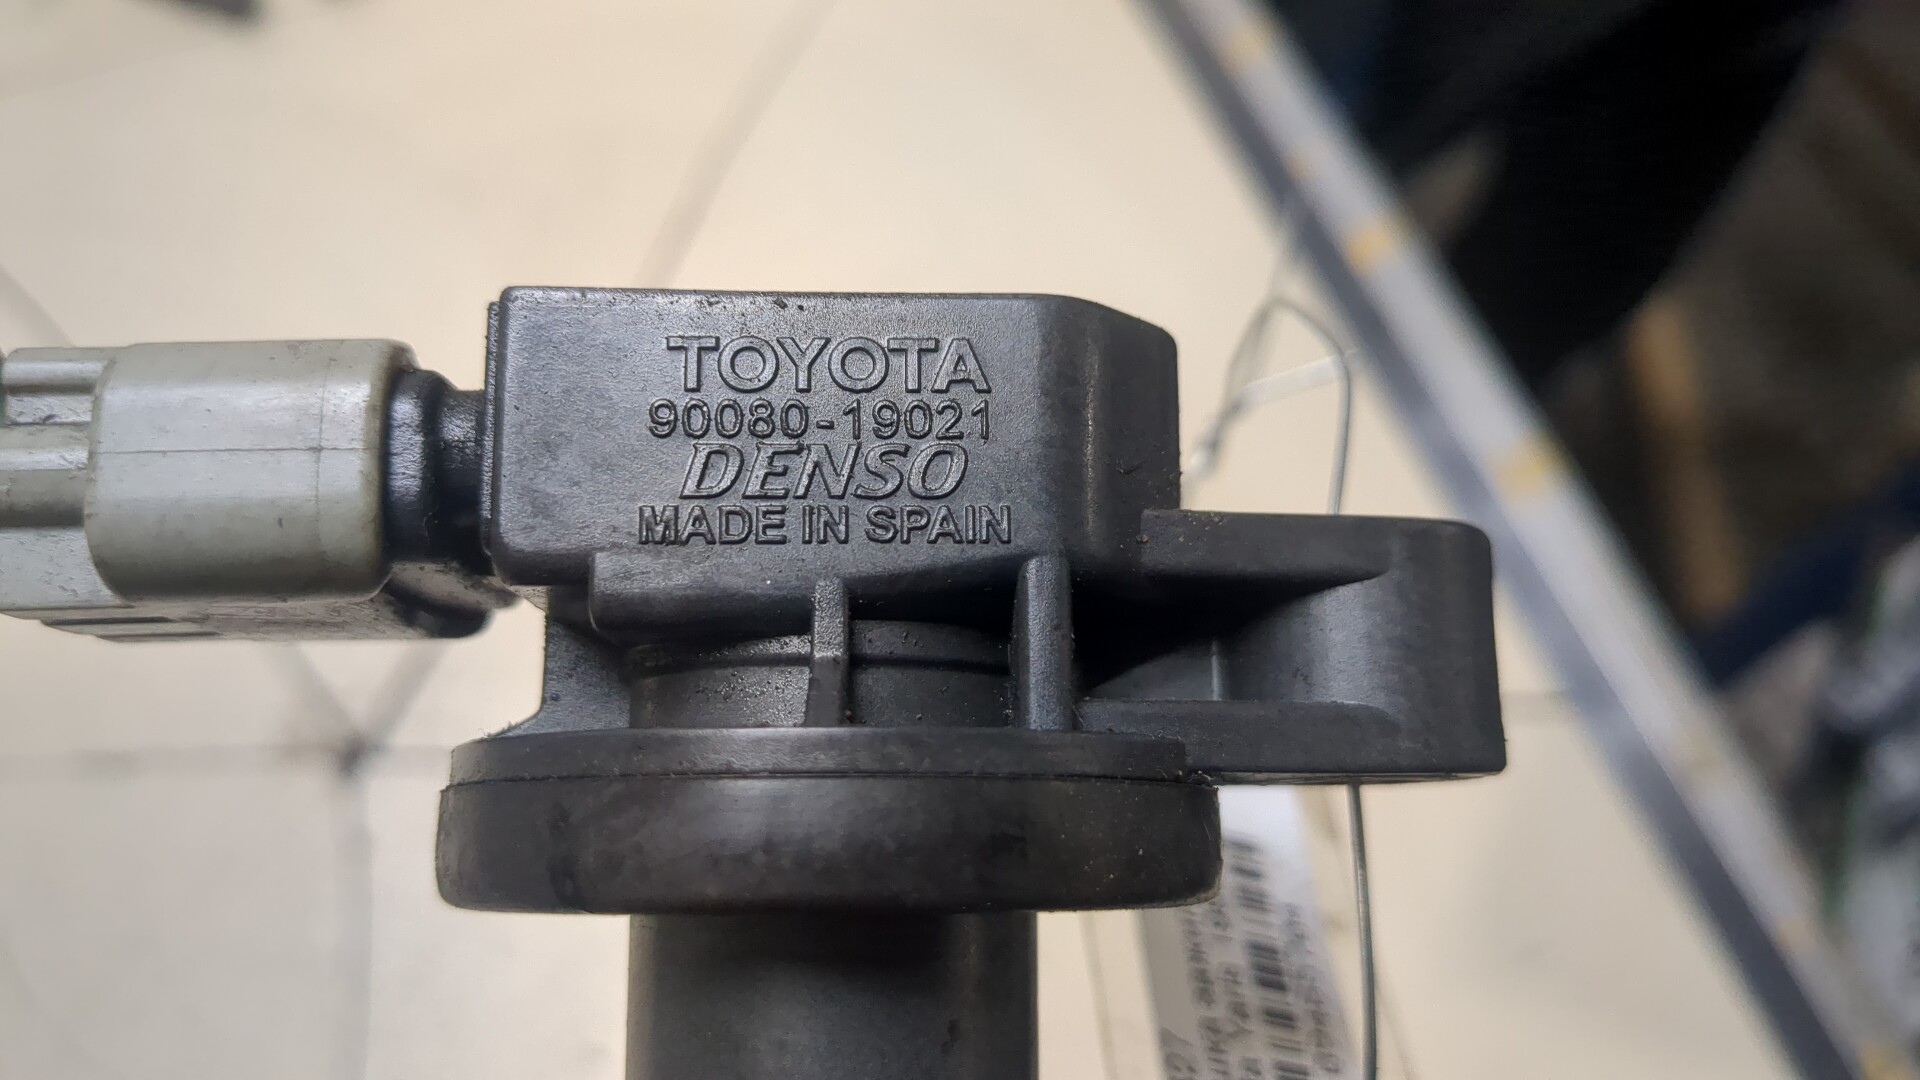 TOYOTA
90080-19021
DENSO
MADE IN SPAIN